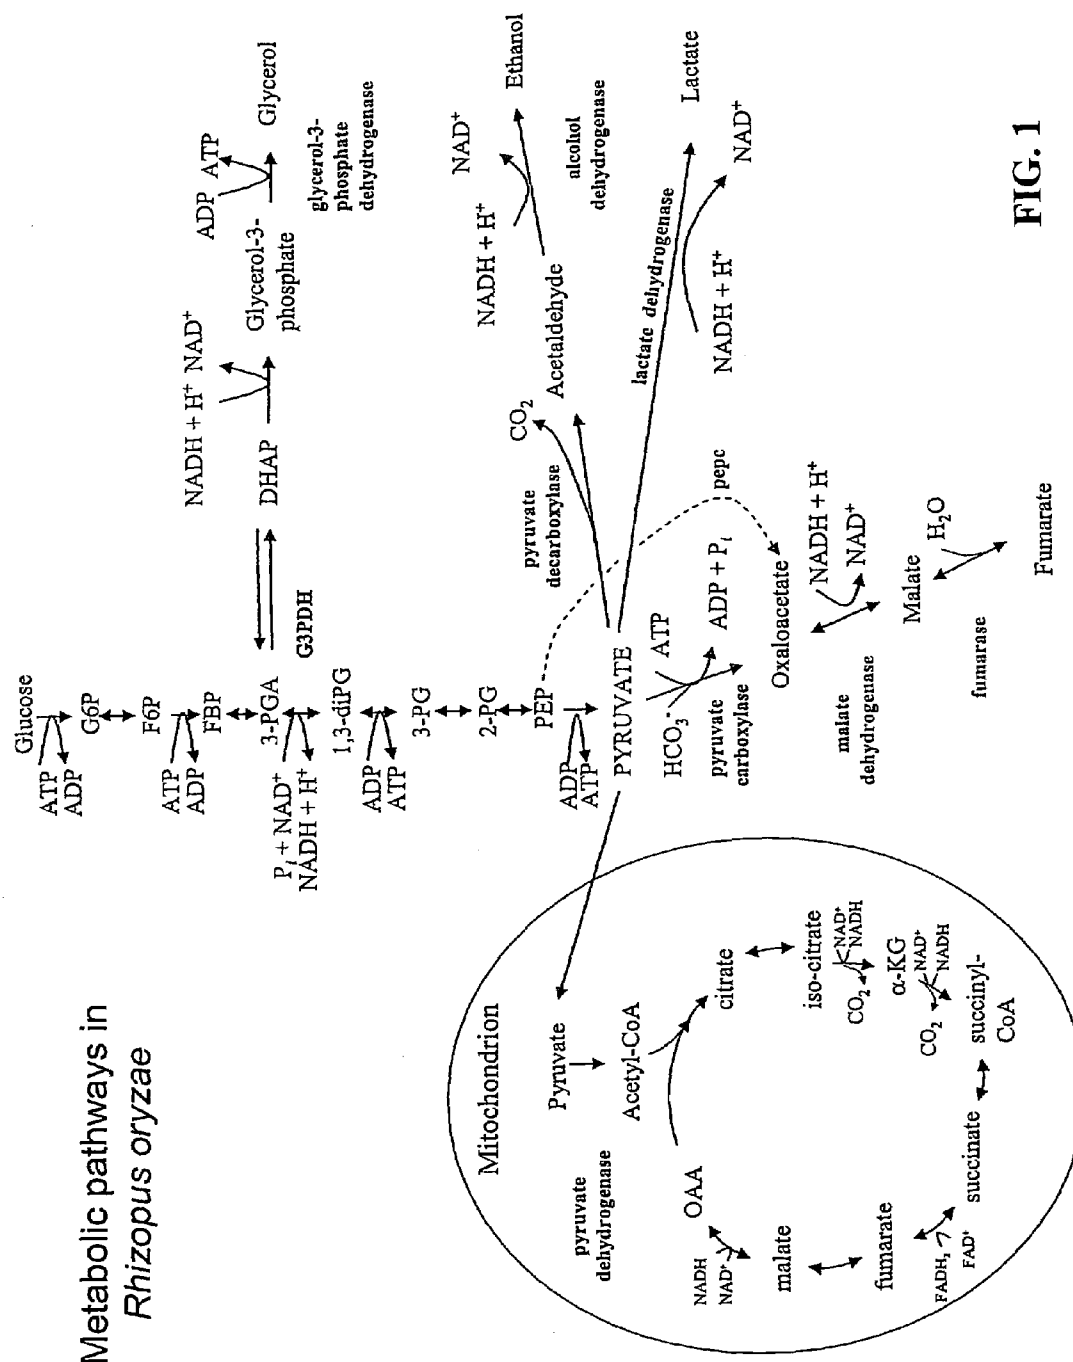 Metabolic pathways in
Rhizopus oryzae
Glucose
ATP
ADP
G6P
F6P
ATP
ADP
FBP
3-PGA
G3PDH
DHAP
NADH + H⁺ NAD⁺
Glycerol-3-
phosphate
ADP ATP
Glycerol
glycerol-3-
phosphate
dehydrogenase
Pᵢ + NAD⁺
NADH + H⁺
1,3-diPG
ADP
ATP
3-PG
2-PG
PEP
ADP
ATP
PYRUVATE
pyruvate
decarboxylase
CO₂
Acetaldehyde
NADH + H⁺
NAD⁺
Ethanol
alcohol
dehydrogenase
lactate dehydrogenase
NADH + H⁺
NAD⁺
Lactate
pepc
HCO₃⁻
ATP
ADP + Pᵢ
pyruvate
carboxylase
Oxaloacetate
NADH + H⁺
NAD⁺
malate
dehydrogenase
Malate
H₂O
fumarase
Fumarate
Mitochondrion
Pyruvate
pyruvate
dehydrogenase
Acetyl-CoA
OAA
citrate
iso-citrate
NAD⁺
NADH
CO₂
α-KG
NAD⁺
NADH
CO₂
succinyl-
CoA
succinate
FADH₂
FAD⁺
fumarate
malate
NADH
NAD⁺
FIG. 1